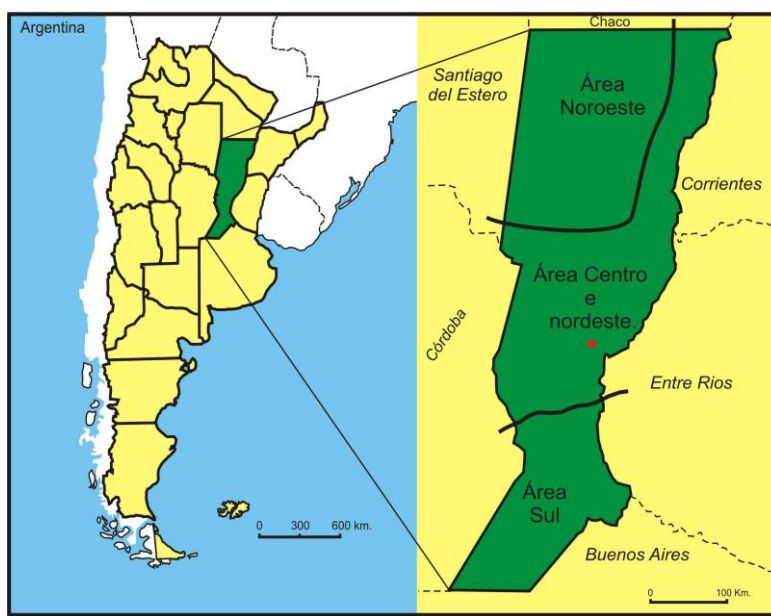 Argentina
0 300 600 km.
Chaco
Santiago
del Estero
Área
Noroeste
Corrientes
Área Centro
e
nordeste.
Córdoba
Entre Rios
Área
Sul
Buenos Aires
0 100 Km.